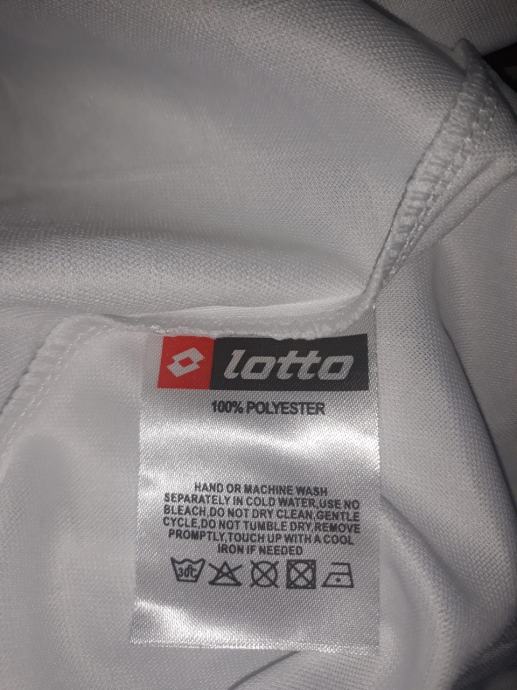 lotto
100% POLYESTER
HAND OR MACHINE WASH
SEPARATELY IN COLD WATER,USE NO
BLEACH,DO NOT DRY CLEAN,GENTLE
CYCLE,DO NOT TUMBLE DRY,REMOVE
PROMPTLY,TOUCH UP WITH A COOL
IRON IF NEEDED
30C